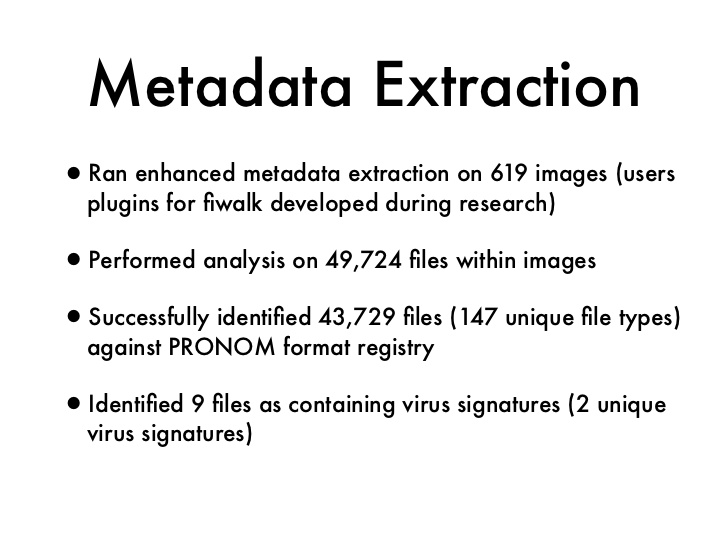 Metadata Extraction
• Ran enhanced metadata extraction on 619 images (users
plugins for fiwalk developed during research)
• Performed analysis on 49,724 files within images
• Successfully identified 43,729 files (147 unique file types)
against PRONOM format registry
• Identified 9 files as containing virus signatures (2 unique
virus signatures)